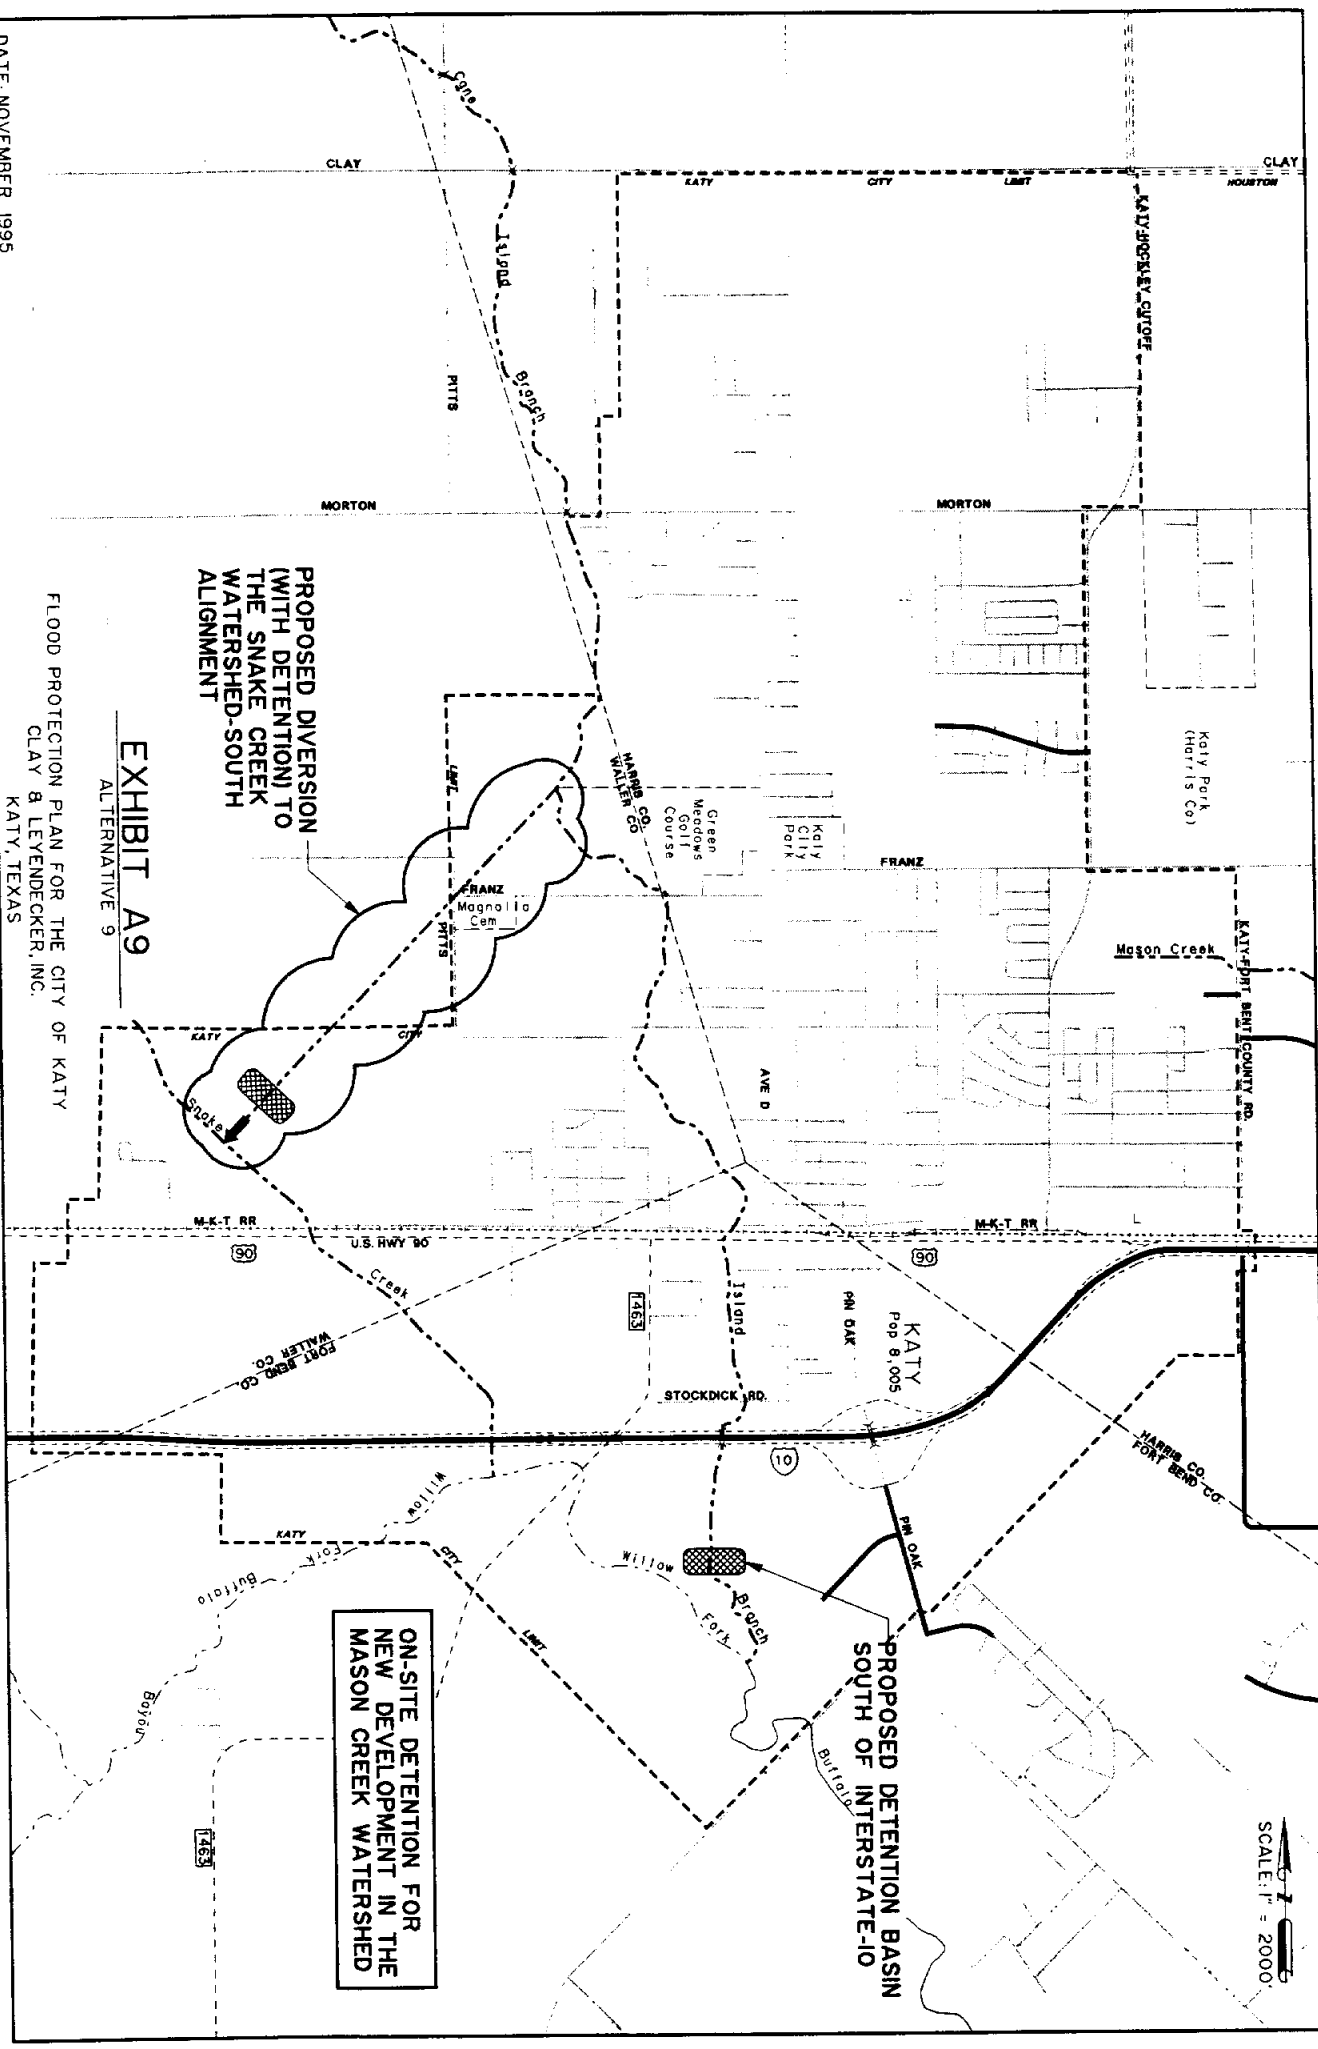 Cane
CLAY
KATY
CITY
LIMIT
CLAY
HOUSTON
KATY-HOCKLEY CUTOFF
Island
PITTS
Branch
MORTON
MORTON
PROPOSED DIVERSION
(WITH DETENTION) TO
THE SNAKE CREEK
WATERSHED-SOUTH
ALIGNMENT
Katy Park
(Harris Co)
LIMIT
HARRIS CO.
WALLER CO
Green
Meadows
Golf
Course
Katy
City
Park
FRANZ
FRANZ
Magnolia
Cem
PITTS
Mason Creek
KATY-FORT BEND COUNTY RD.
KATY
CITY
AVE D
Snake
M-K-T RR
M-K-T RR
90
U.S. HWY 90
90
Creek
1463
Island
PIN OAK
KATY
Pop 8,005
FORT BEND CO.
WALLER CO.
STOCKDICK RD.
HARRIS CO.
FORT BEND CO.
10
Willow
PIN OAK
KATY
CITY
Fork
Buffalo
Willow
Branch
Fork
LIMIT
Bayou
Buffalo
PROPOSED DETENTION BASIN
SOUTH OF INTERSTATE-10
ON-SITE DETENTION FOR
NEW DEVELOPMENT IN THE
MASON CREEK WATERSHED
1463
Z
SCALE: 1" = 2000'
EXHIBIT A9
ALTERNATIVE 9
FLOOD PROTECTION PLAN FOR THE CITY OF KATY
CLAY & LEYENDECKER, INC.
KATY, TEXAS
DATE: NOVEMBER 1995